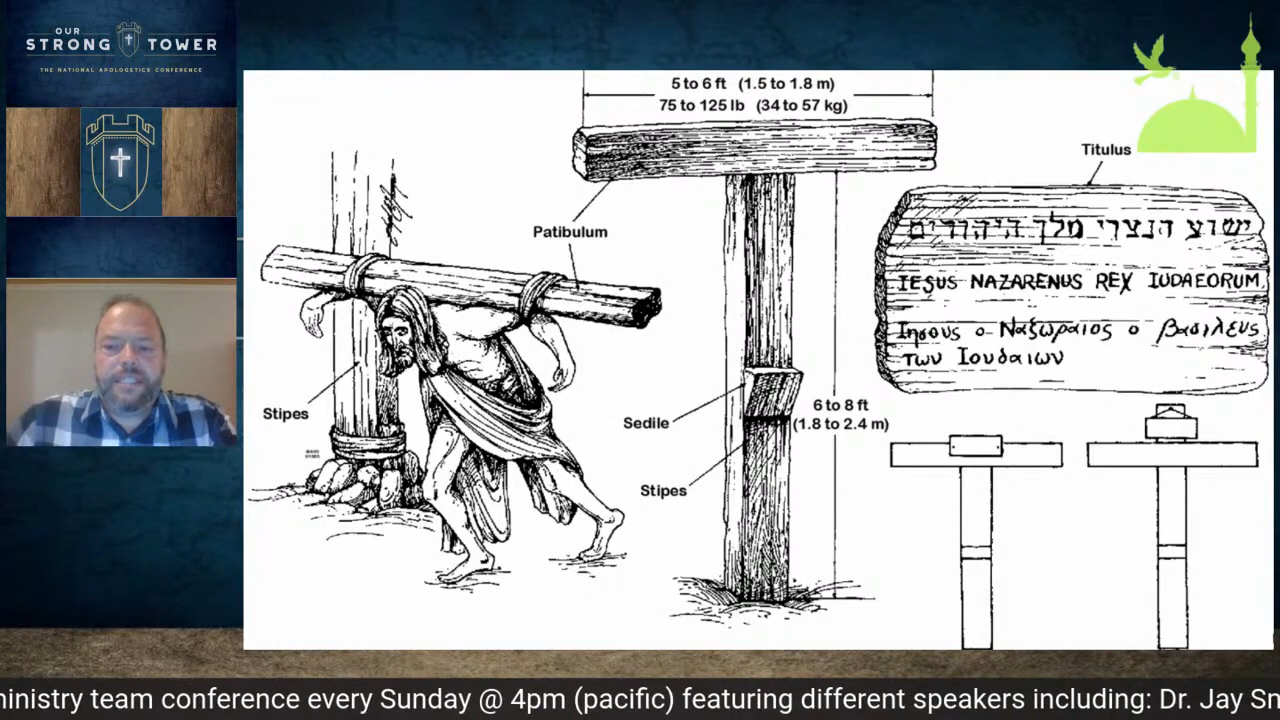 OUR
STRONG TOWER
THE NATIONAL APOLOGETICS CONFERENCE
5 to 6 ft (1.5 to 1.8 m)
75 to 125 lb (34 to 57 kg)
Titulus
Patibulum
ישוע הנצרי מלך היהודים
IESUS NAZARENUS REX IUDAEORUM
Ιησους ο Ναζωραιος ο βασιλευς
των Ιουδαιων
Stipes
Sedile
6 to 8 ft
(1.8 to 2.4 m)
Stipes
team conference every Sunday @ 4pm (pacific) featuring different speakers including: Dr. Jay